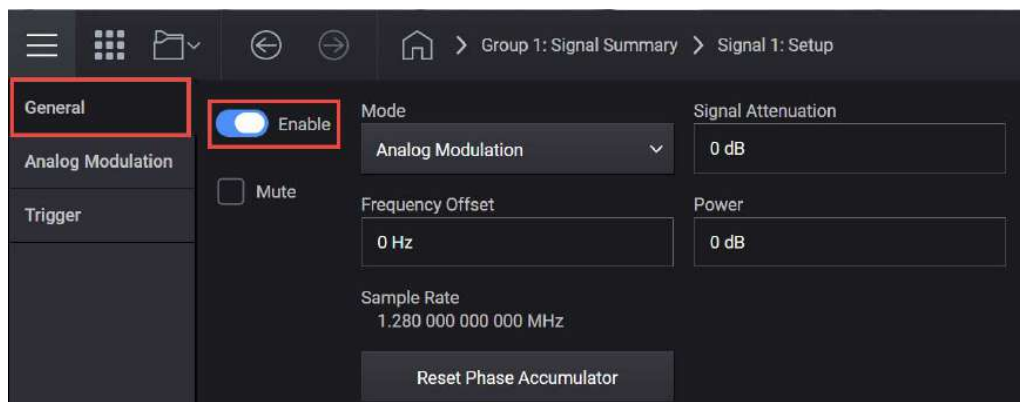 Group 1: Signal Summary > Signal 1: Setup
General
Analog Modulation
Trigger
Enable
Mute
Mode
Analog Modulation
Signal Attenuation
0 dB
Frequency Offset
0 Hz
Power
0 dB
Sample Rate
1.280 000 000 000 MHz
Reset Phase Accumulator